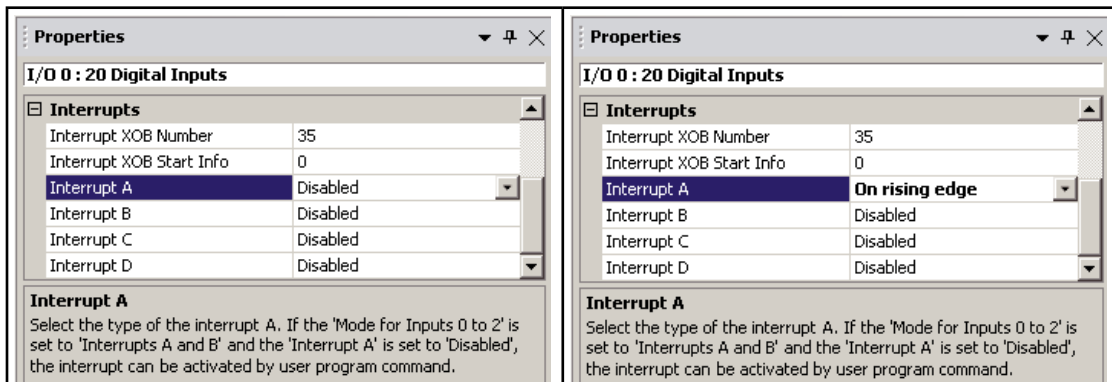 Properties
I/O 0 : 20 Digital Inputs
Interrupts
Interrupt XOB Number 35
Interrupt XOB Start Info 0
Interrupt A Disabled
Interrupt B Disabled
Interrupt C Disabled
Interrupt D Disabled
Interrupt A
Select the type of the interrupt A. If the 'Mode for Inputs 0 to 2' is
set to 'Interrupts A and B' and the 'Interrupt A' is set to 'Disabled',
the interrupt can be activated by user program command.
Properties
I/O 0 : 20 Digital Inputs
Interrupts
Interrupt XOB Number 35
Interrupt XOB Start Info 0
Interrupt A On rising edge
Interrupt B Disabled
Interrupt C Disabled
Interrupt D Disabled
Interrupt A
Select the type of the interrupt A. If the 'Mode for Inputs 0 to 2' is
set to 'Interrupts A and B' and the 'Interrupt A' is set to 'Disabled',
the interrupt can be activated by user program command.